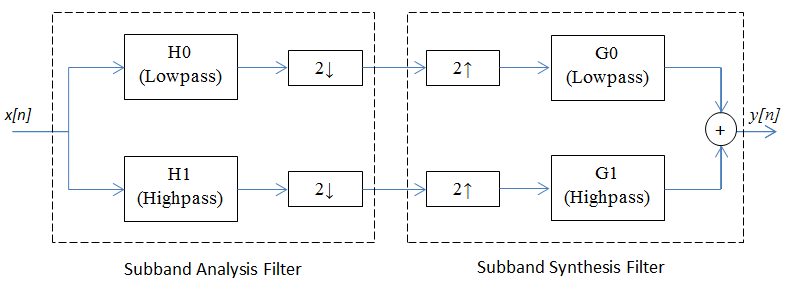 H0
(Lowpass)
2↓
2↑
G0
(Lowpass)
x[n]
+
y[n]
H1
(Highpass)
2↓
2↑
G1
(Highpass)
Subband Analysis Filter
Subband Synthesis Filter